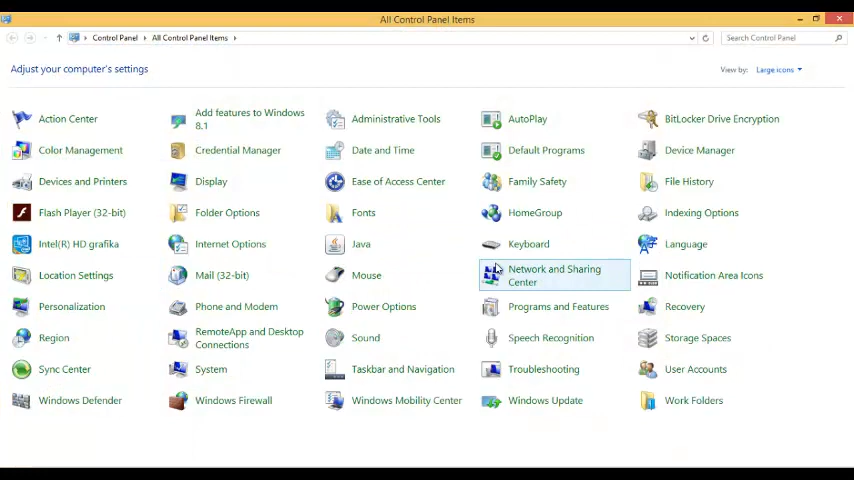 All Control Panel Items
Control Panel All Control Panel Items
Search Control Panel
Adjust your computer's settings
View by: Large icons
Action Center
Add features to Windows
8.1
Administrative Tools
AutoPlay
BitLocker Drive Encryption
Color Management
Credential Manager
Date and Time
Default Programs
Device Manager
Devices and Printers
Display
Ease of Access Center
Family Safety
File History
Flash Player (32-bit)
Folder Options
Fonts
HomeGroup
Indexing Options
Intel(R) HD grafika
Internet Options
Java
Keyboard
Language
Location Settings
Mail (32-bit)
Mouse
Network and Sharing
Center
Notification Area Icons
Personalization
Phone and Modem
Power Options
Programs and Features
Recovery
Region
RemoteApp and Desktop
Connections
Sound
Speech Recognition
Storage Spaces
Sync Center
System
Taskbar and Navigation
Troubleshooting
User Accounts
Windows Defender
Windows Firewall
Windows Mobility Center
Windows Update
Work Folders